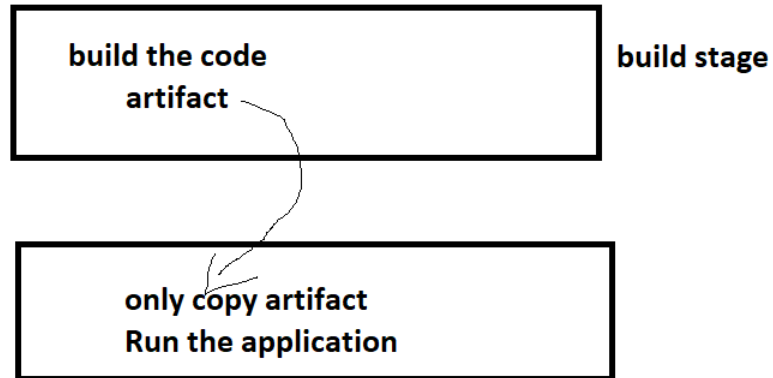 build the code
artifact
build stage
only copy artifact
Run the application